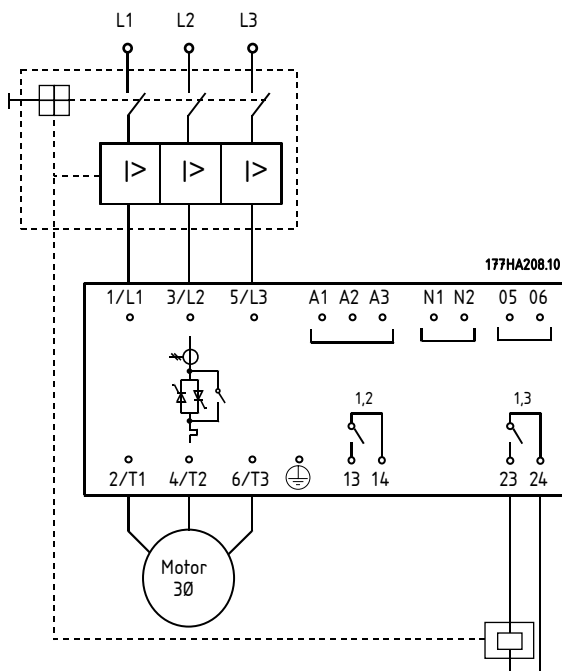 L1 L2 L3
I> I> I>
177HA208.10
1/L1 3/L2 5/L3 A1 A2 A3 N1 N2 05 06
1,2 1,3
2/T1 4/T2 6/T3 13 14 23 24
Motor
3Ø